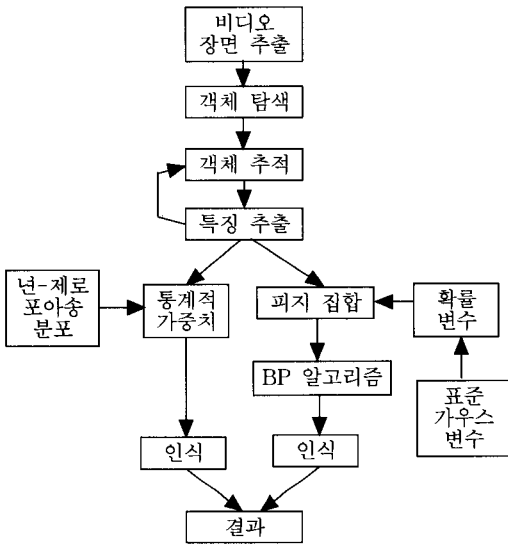 비디오
장면 추출
객체 탐색
객체 추적
특징 추출
년-제로
포아송
분포
통계적
가중치
피지 집합
확률
변수
BP 알고리즘
표준
가우스
변수
인식
인식
결과